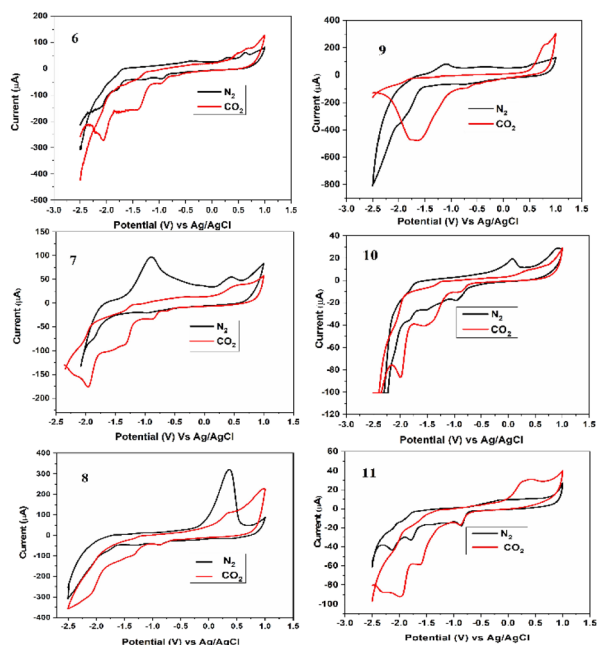 6
200
100
0
-100
-200
-300
-400
-500
Current (μA)
N2
CO2
-3.0 -2.5 -2.0 -1.5 -1.0 -0.5 0.0 0.5 1.0 1.5
Potential (V) vs Ag/AgCl
9
400
200
0
-200
-400
-600
-800
Current (μA)
N2
CO2
-3.0 -2.5 -2.0 -1.5 -1.0 -0.5 0.0 0.5 1.0 1.5
Potential (V) vs Ag/AgCl
7
150
100
50
0
-50
-100
-150
-200
Current (μA)
N2
CO2
-2.5 -2.0 -1.5 -1.0 -0.5 0.0 0.5 1.0 1.5
Potential (V) Vs Ag/AgCl
10
40
20
0
-20
-40
-60
-80
-100
-120
Current (μA)
N2
CO2
-3.0 -2.5 -2.0 -1.5 -1.0 -0.5 0.0 0.5 1.0 1.5
Potential (V) Vs Ag/AgCl
8
400
300
200
100
0
-100
-200
-300
-400
Current (μA)
N2
CO2
-2.5 -2.0 -1.5 -1.0 -0.5 0.0 0.5 1.0 1.5
Potential (V) Vs Ag/AgCl
11
60
40
20
0
-20
-40
-60
-80
-100
Current (μA)
N2
CO2
-3.0 -2.5 -2.0 -1.5 -1.0 -0.5 0.0 0.5 1.0 1.5
Potential (V) vs Ag/AgCl